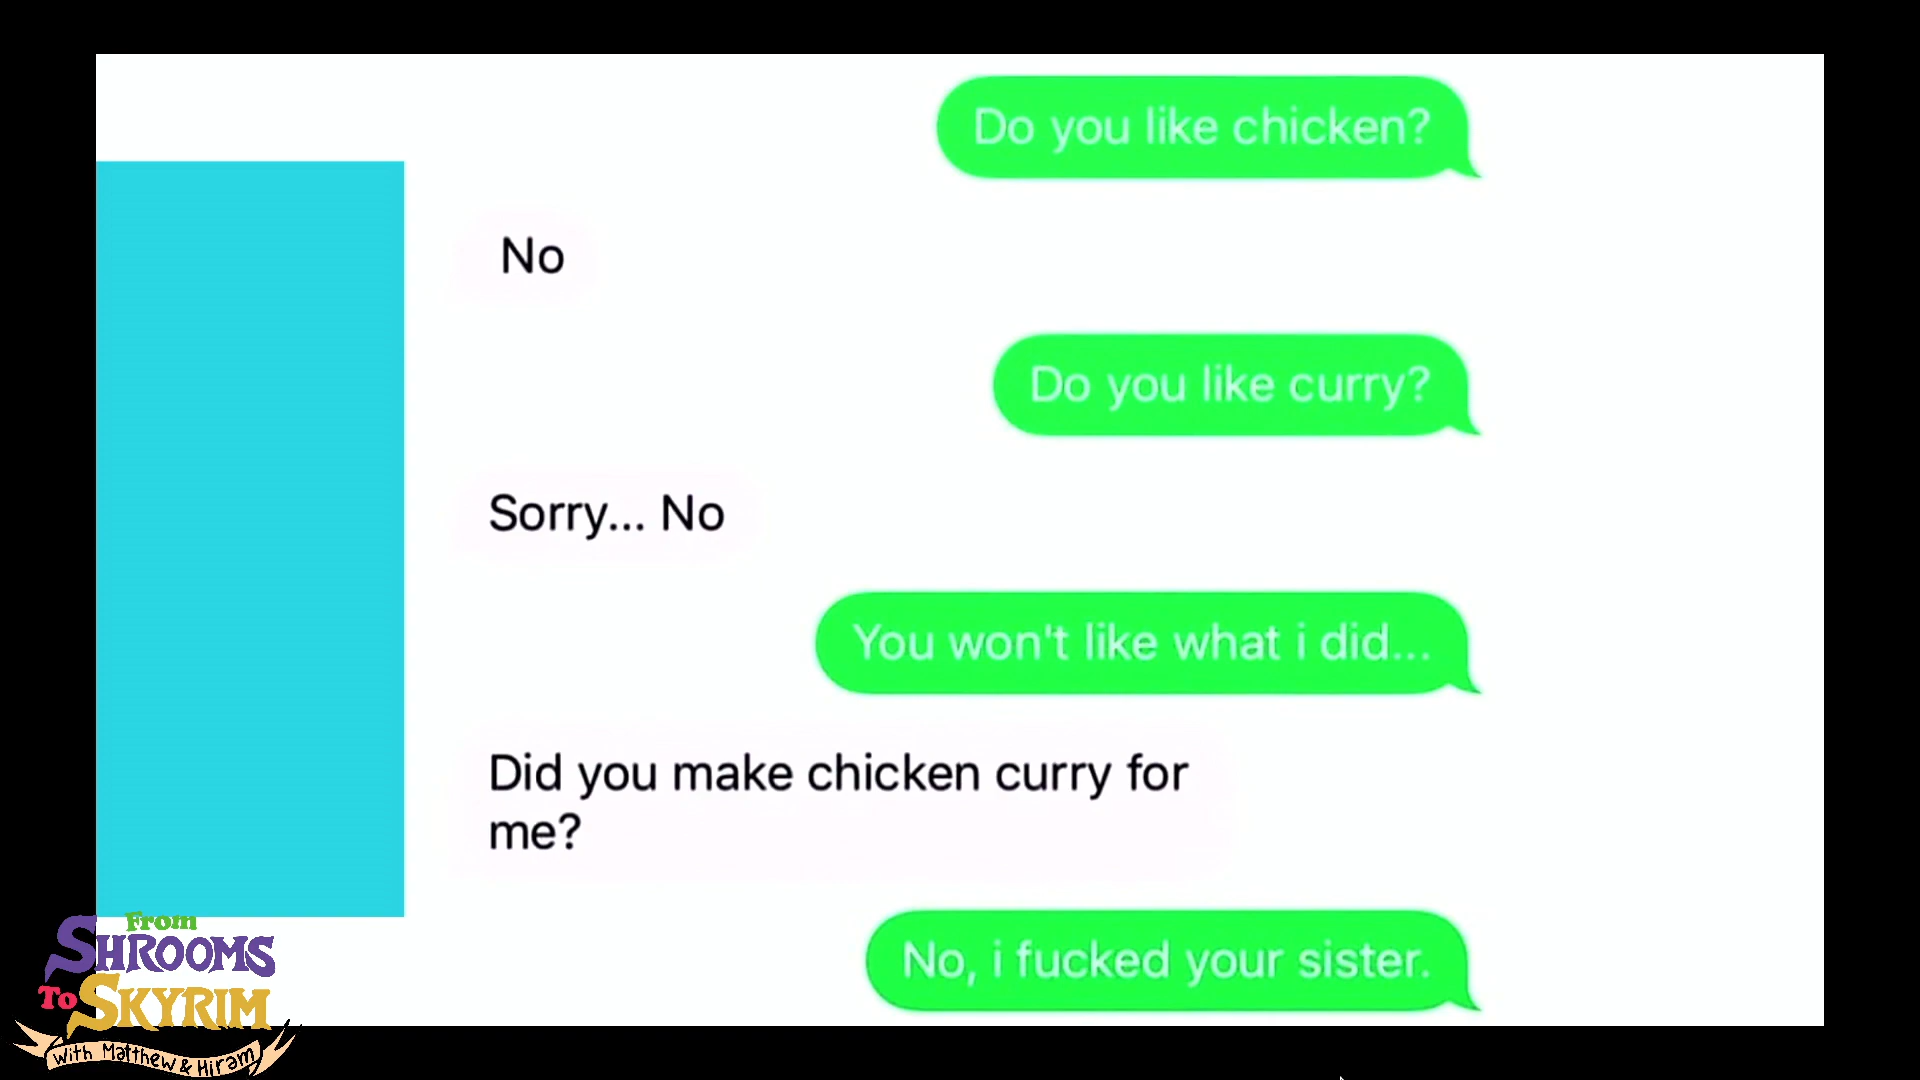 Do you like chicken?
No
Do you like curry?
Sorry... No
You won't like what i did...
Did you make chicken curry for
me?
No, i fucked your sister.
From
SHROOMS
To SKYRIM
With Matthew & Hiram